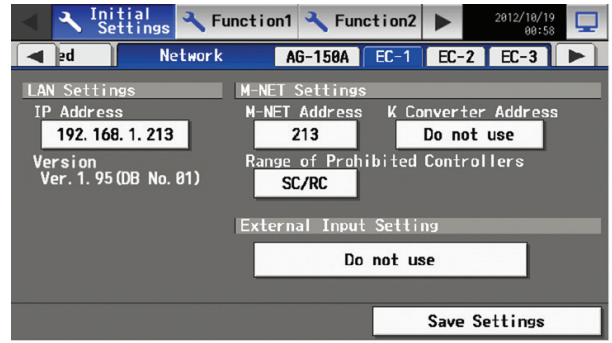 Initial Settings
Function1
Function2
2012/10/19
00:58
ed
Network
AG-150A
EC-1
EC-2
EC-3
LAN Settings
IP Address
192.168.1.213
Version
Ver.1.95(DB No.01)
M-NET Settings
M-NET Address
K Converter Address
213
Do not use
Range of Prohibited Controllers
SC/RC
External Input Setting
Do not use
Save Settings